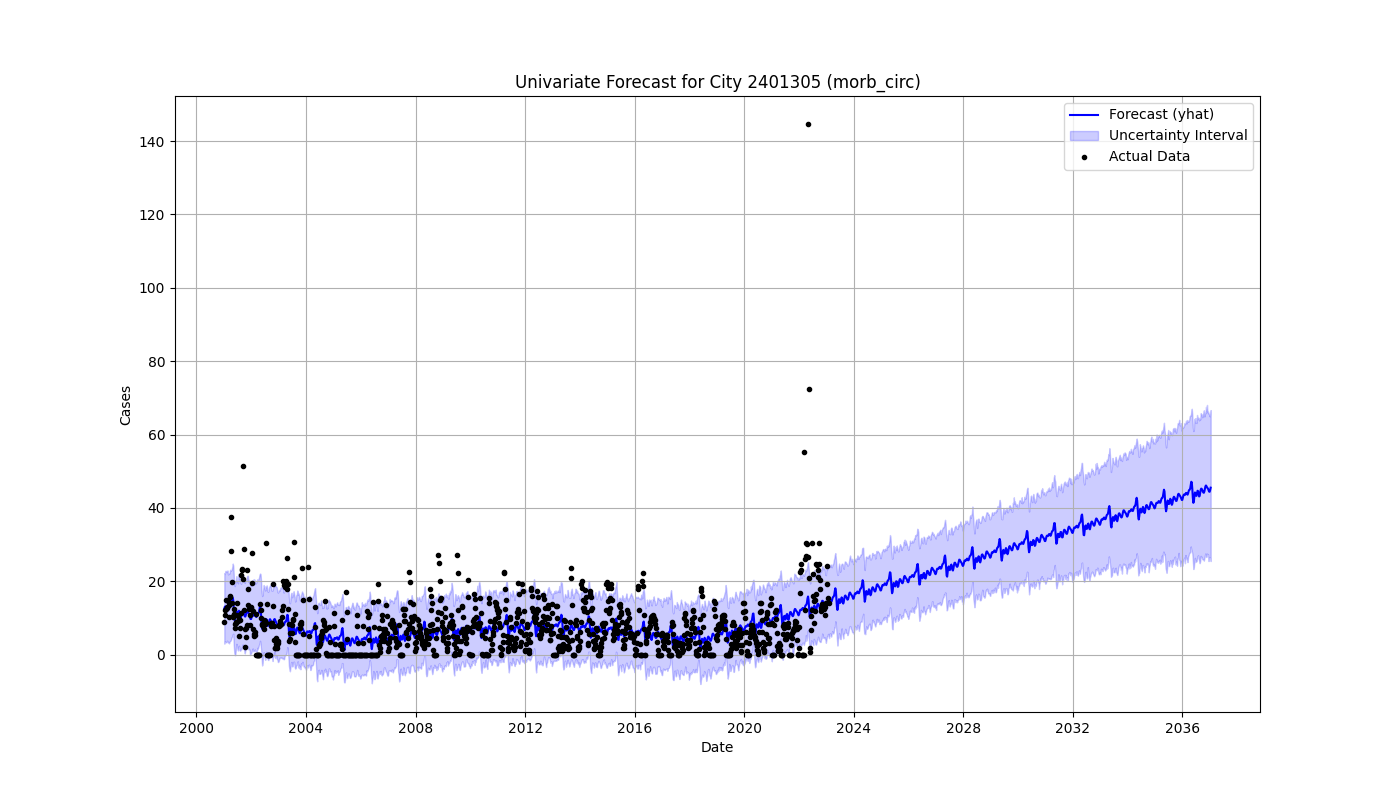 Univariate Forecast for City 2401305 (morb_circ)
Forecast (yhat)
Uncertainty Interval
Actual Data
140
120
100
80
60
40
20
0
Cases
2000 2004 2008 2012 2016 2020 2024 2028 2032 2036
Date